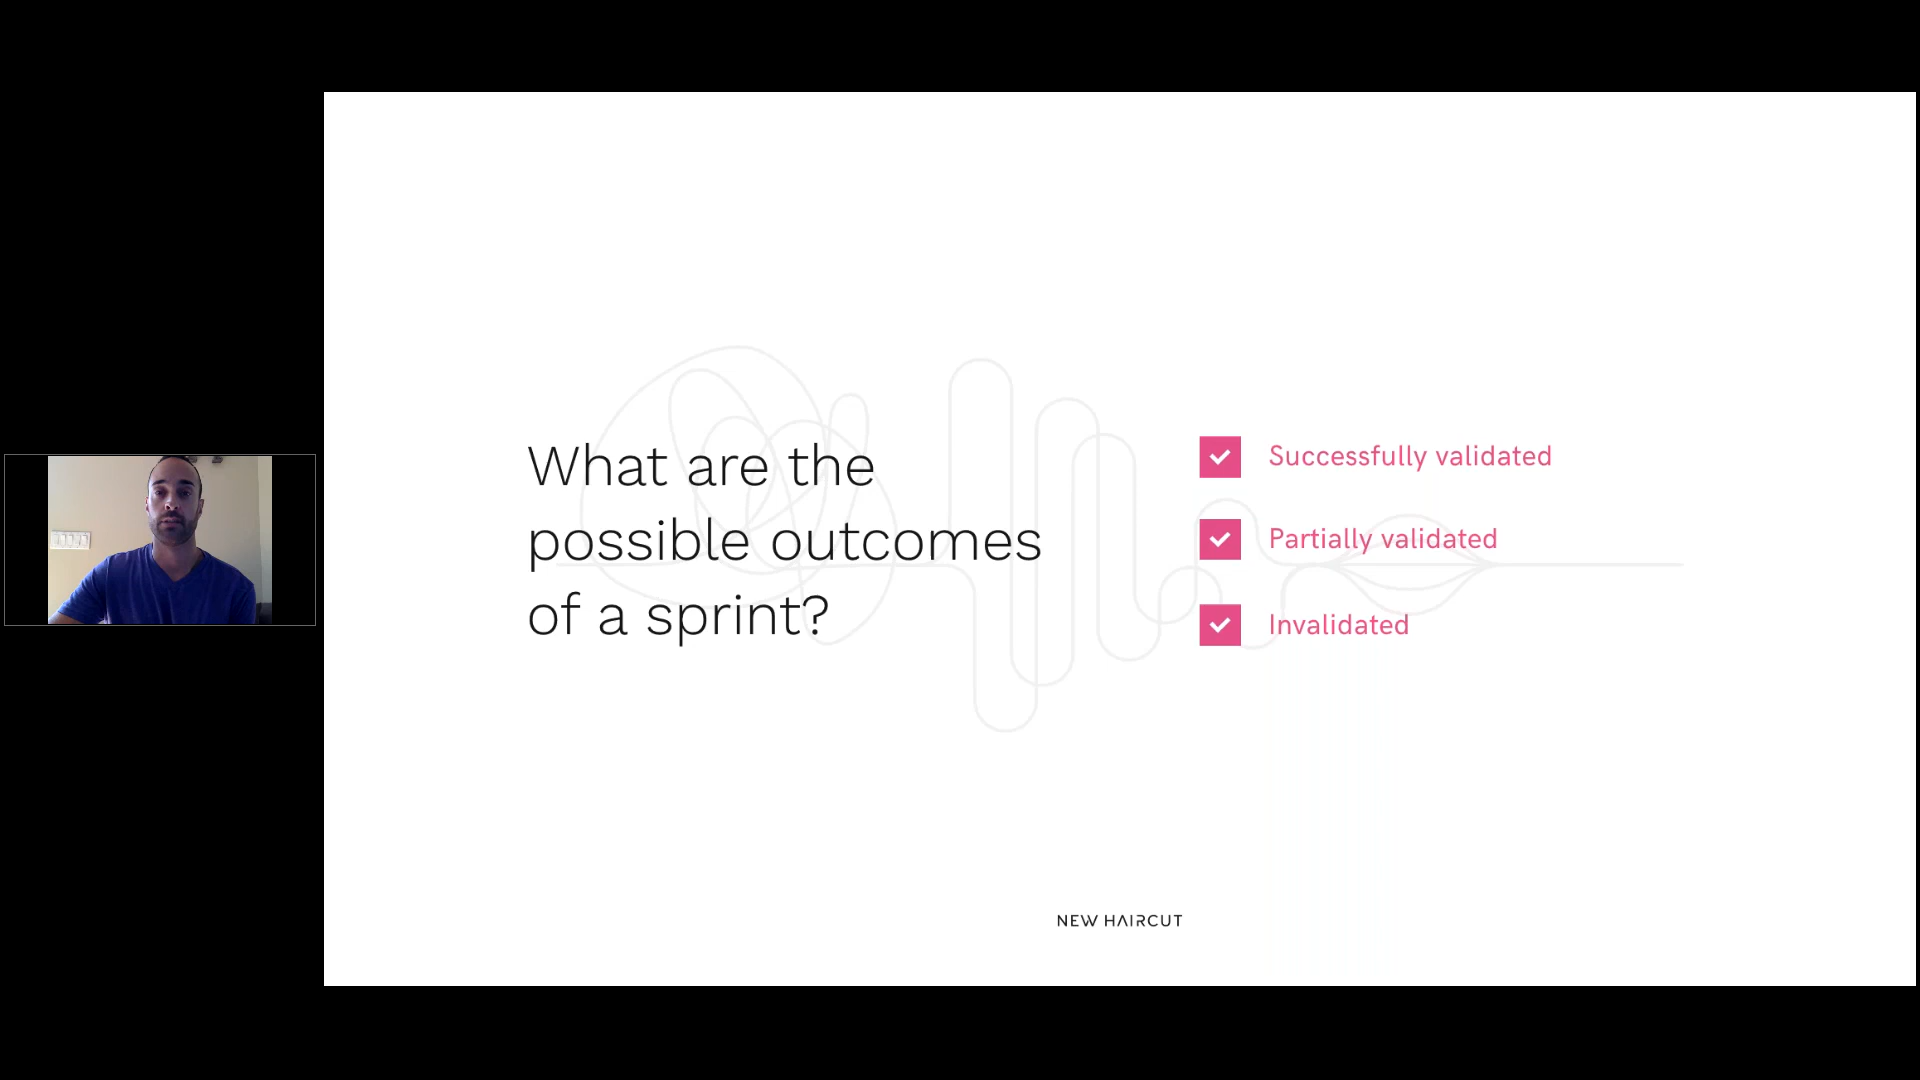 What are the
possible outcomes
of a sprint?
Successfully validated
Partially validated
Invalidated
NEW HAIRCUT